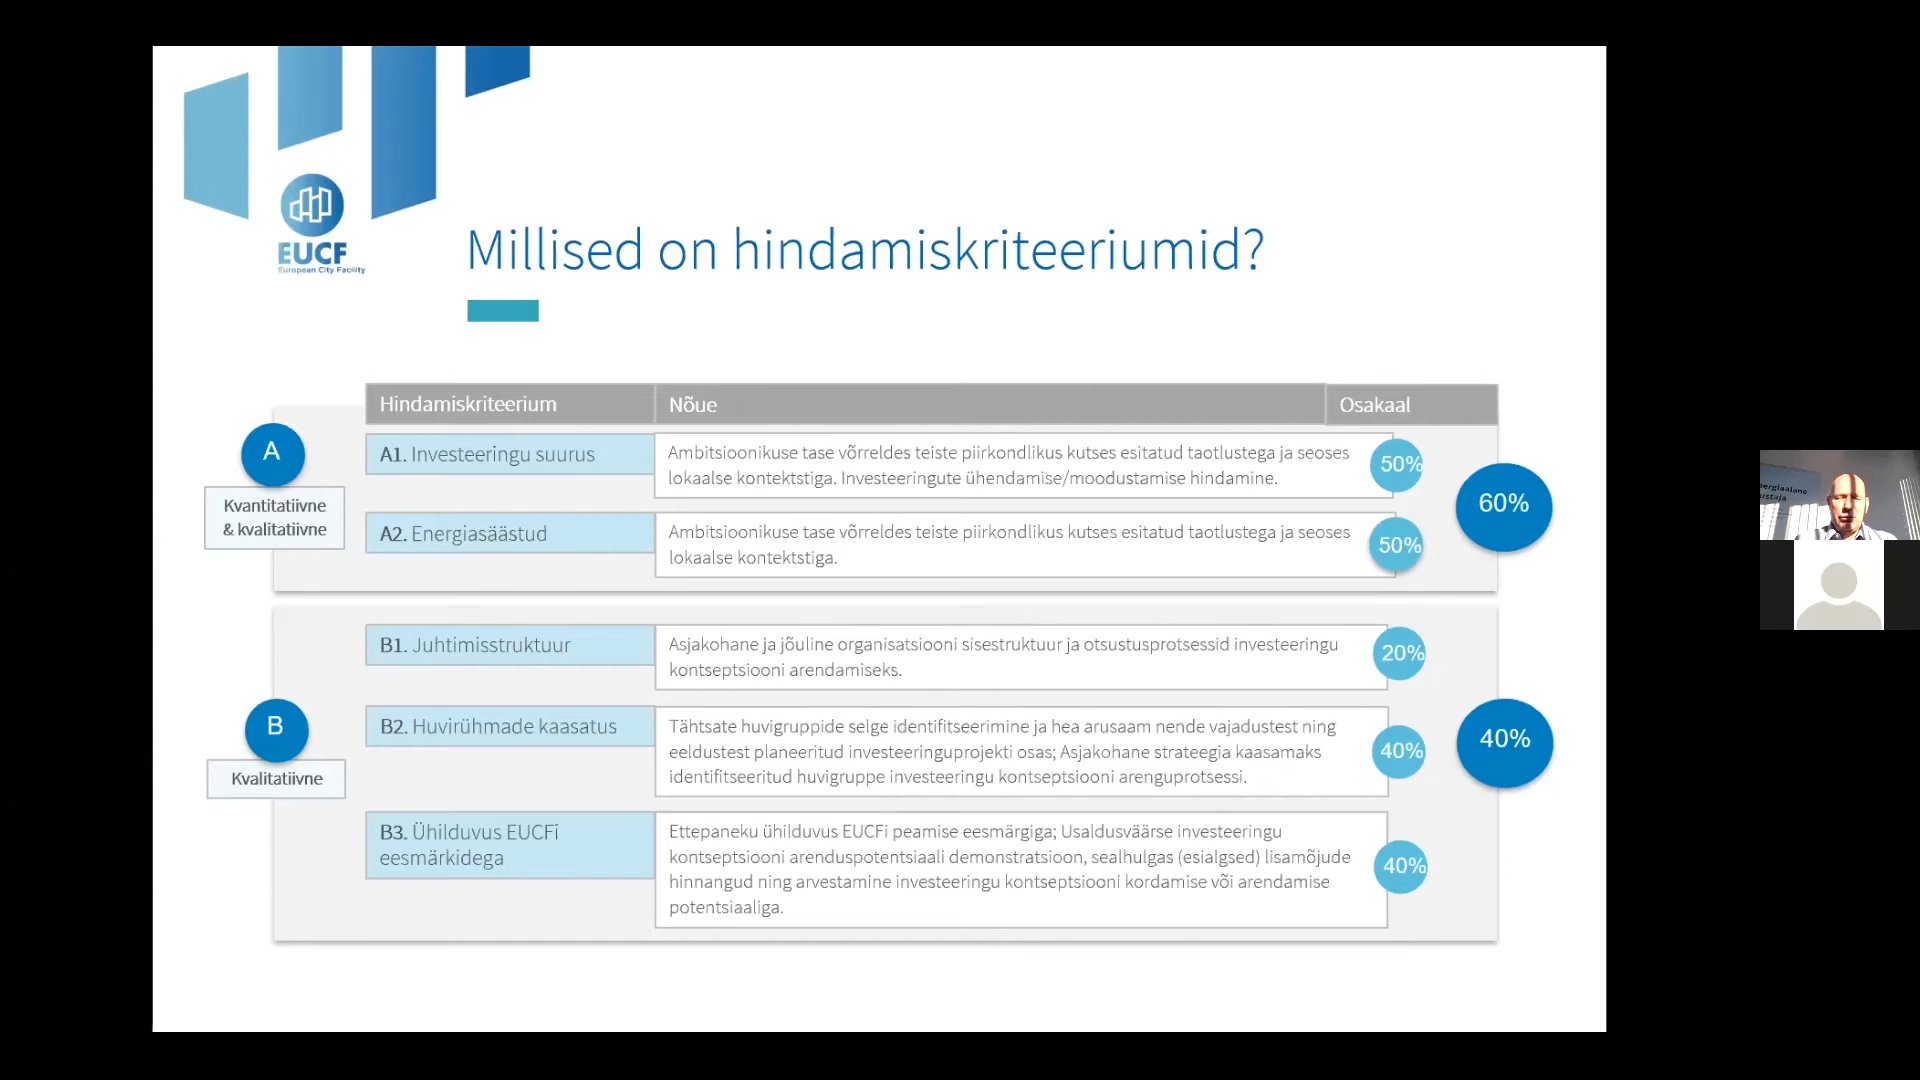 EUCF
European City Facility
Millised on hindamiskriteeriumid?
Hindamiskriteerium
Nõue
Osakaal
A
Kvantitatiivne
& kvalitatiivne
A1. Investeeringu suurus
Ambitsioonikuse tase võrreldes teiste piirkondlikus kutses esitatud taotlustega ja seoses
lokaalse kontektstiga. Investeeringute ühendamise/moodustamise hindamine.
50%
A2. Energiasäästud
Ambitsioonikuse tase võrreldes teiste piirkondlikus kutses esitatud taotlustega ja seoses
lokaalse kontektstiga.
50%
60%
B
Kvalitatiivne
B1. Juhtimisstruktuur
Asjakohane ja jõuline organisatsiooni sisestruktuur ja otsustusprotsessid investeeringu
kontseptsiooni arendamiseks.
20%
B2. Huvirühmade kaasatus
Tähtsate huvigruppide selge identifitseerimine ja hea arusaam nende vajadustest ning
eeldustest planeeritud investeeringuprojekti osas; Asjakohane strateegia kaasamaks
identifitseeritud huvigruppe investeeringu kontseptsiooni arenguprotsessi.
40%
B3. Ühilduvus EUCFi
eesmärkidega
Ettepaneku ühilduvus EUCFi peamise eesmärgiga; Usaldusväärse investeeringu
kontseptsiooni arenduspotentsiaali demonstratsioon, sealhulgas (esialgsed) lisamõjude
hinnangud ning arvestamine investeeringu kontseptsiooni kordamise või arendamise
potentsiaaliga.
40%
40%